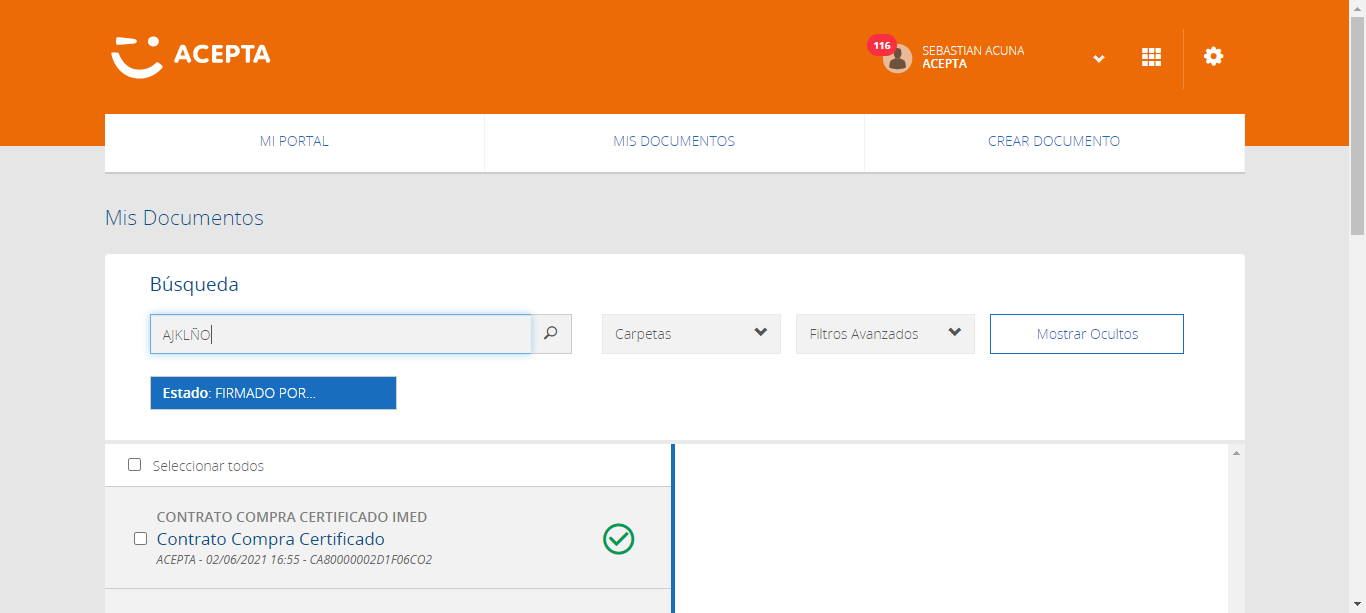 ACEPTA
116
SEBASTIAN ACUNA
ACEPTA
MI PORTAL
MIS DOCUMENTOS
CREAR DOCUMENTO
Mis Documentos
Búsqueda
AJKLÑO
Carpetas
Filtros Avanzados
Mostrar Ocultos
Estado: FIRMADO POR...
Seleccionar todos
CONTRATO COMPRA CERTIFICADO IMED
Contrato Compra Certificado
ACEPTA - 02/06/2021 16:55 - CA80000002D1F06CO2